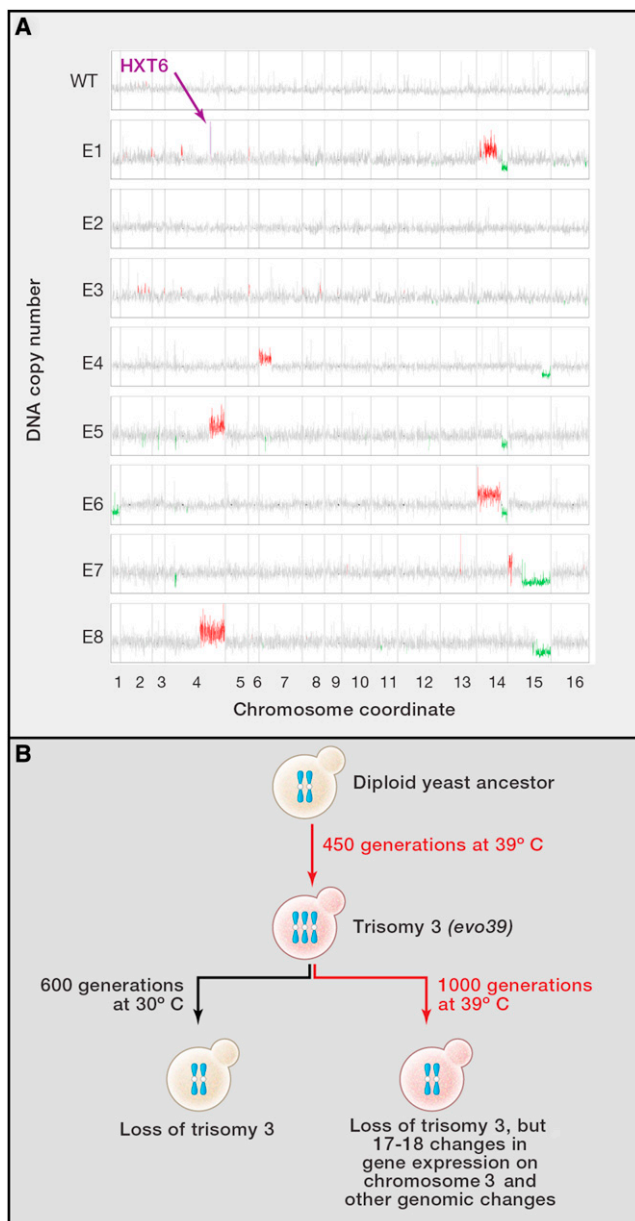 A
HXT6
WT
E1
E2
E3
E4
E5
E6
E7
E8
DNA copy number
1 2 3 4 5 6 7 8 9 10 11 12 13 14 15 16
Chromosome coordinate
B
Diploid yeast ancestor
450 generations at 39º C
Trisomy 3 (evo39)
600 generations
at 30º C
1000 generations
at 39º C
Loss of trisomy 3
Loss of trisomy 3, but
17-18 changes in
gene expression on
chromosome 3 and
other genomic changes